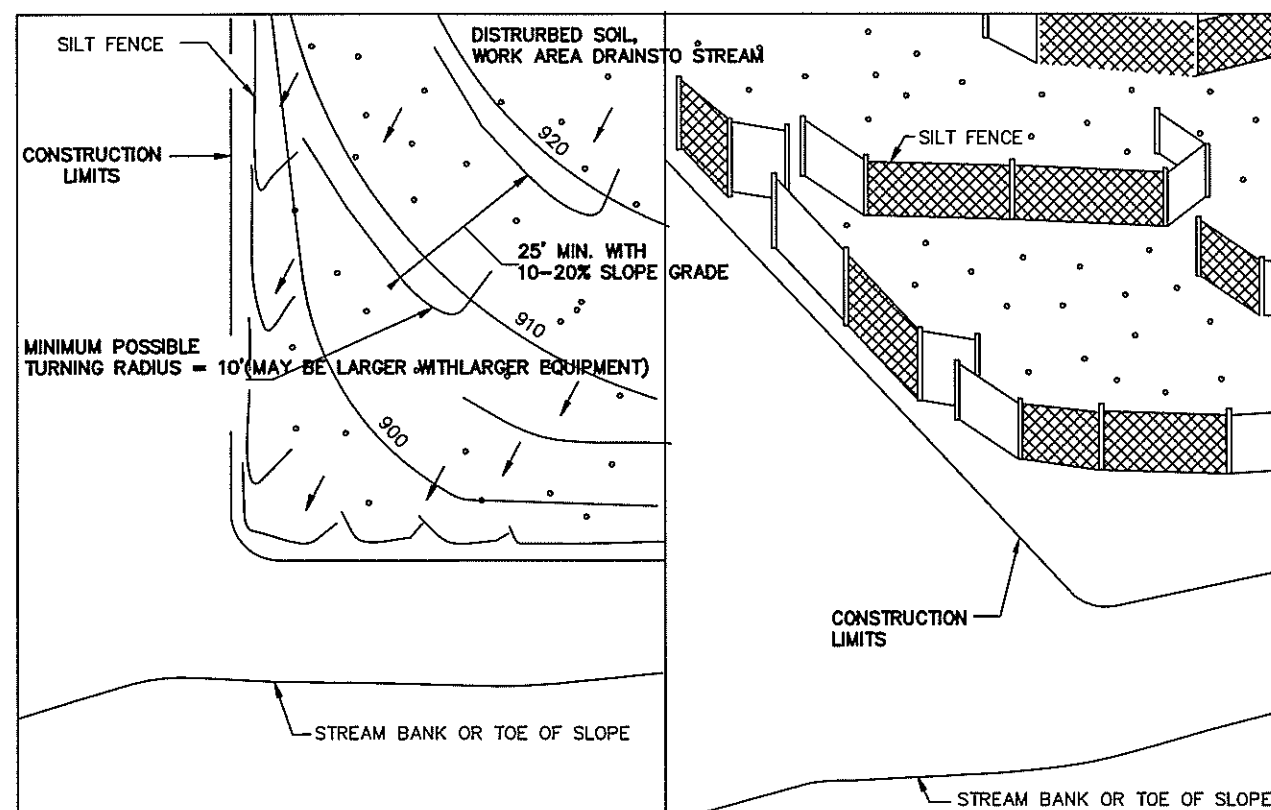 SILT FENCE
DISTRURBED SOIL,
WORK AREA DRAINSTO STREAM
CONSTRUCTION
LIMITS
920
25' MIN. WITH
10-20% SLOPE GRADE
910
MINIMUM POSSIBLE
TURNING RADIUS = 10'(MAY BE LARGER WITHLARGER EQUIPMENT)
900
STREAM BANK OR TOE OF SLOPE
SILT FENCE
CONSTRUCTION
LIMITS
STREAM BANK OR TOE OF SLOPE